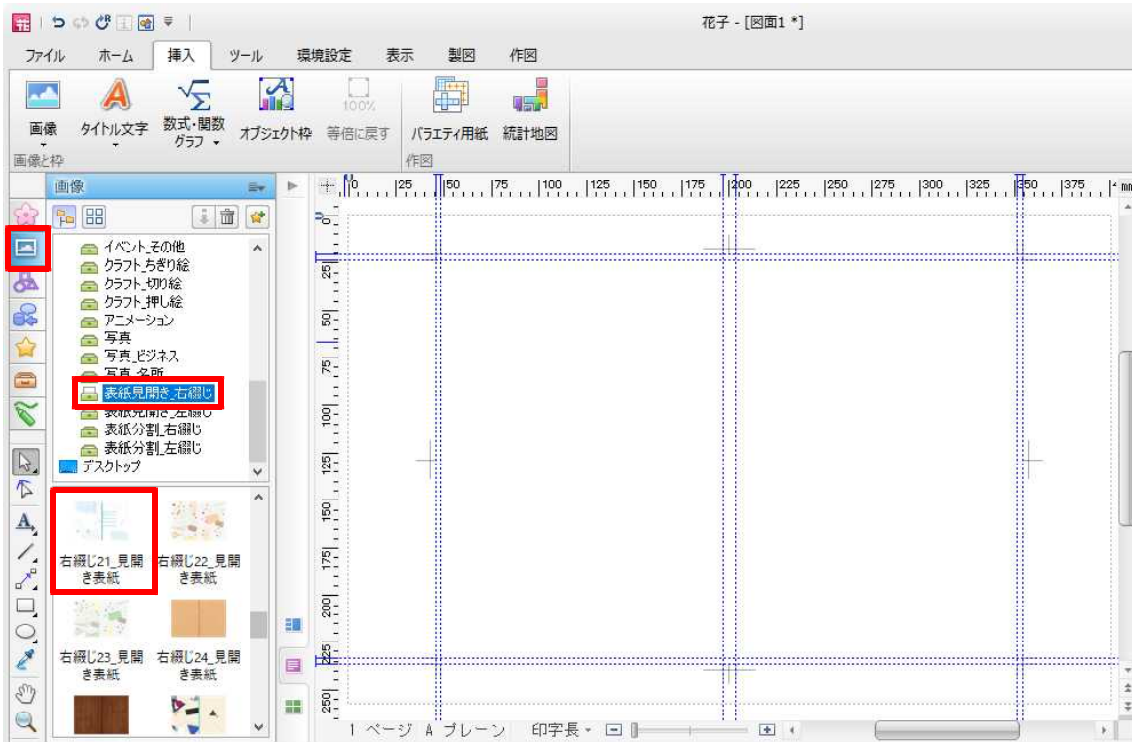 花子 - [図面1 *]
ファイル ホーム 挿入 ツール 環境設定 表示 製図 作図
画像 タイトル文字 数式・関数グラフ オブジェクト枠 100% 等倍に戻す バラエティ用紙 統計地図
画像と枠 作図
画像
0 25 50 75 100 125 150 175 200 225 250 275 300 325 350 375 mm
イベント_その他
クラフト_ちぎり絵
クラフト_切り絵
クラフト_押し絵
アニメーション
写真
写真_ビジネス
写真_名所
表紙見開き_右綴じ
表紙見開き_左綴じ
表紙分割_右綴じ
表紙分割_左綴じ
デスクトップ
右綴じ21_見開き表紙
右綴じ22_見開き表紙
右綴じ23_見開き表紙
右綴じ24_見開き表紙
0
25
50
75
100
125
150
175
200
225
250
1 ページ A プレーン 印字長